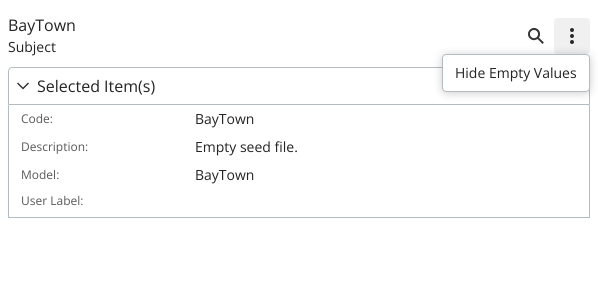 BayTown
Subject
Hide Empty Values
Selected Item(s)
Code: BayTown
Description: Empty seed file.
Model: BayTown
User Label: